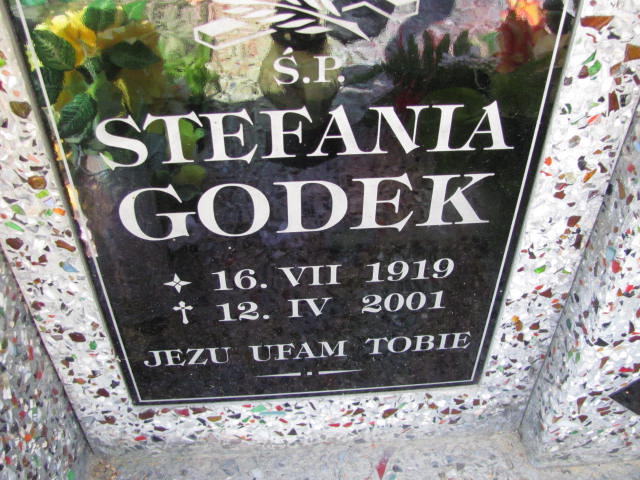 Ś.P.
STEFANIA
GODEK
16. VII 1919
12. IV 2001
JEZU UFAM TOBIE